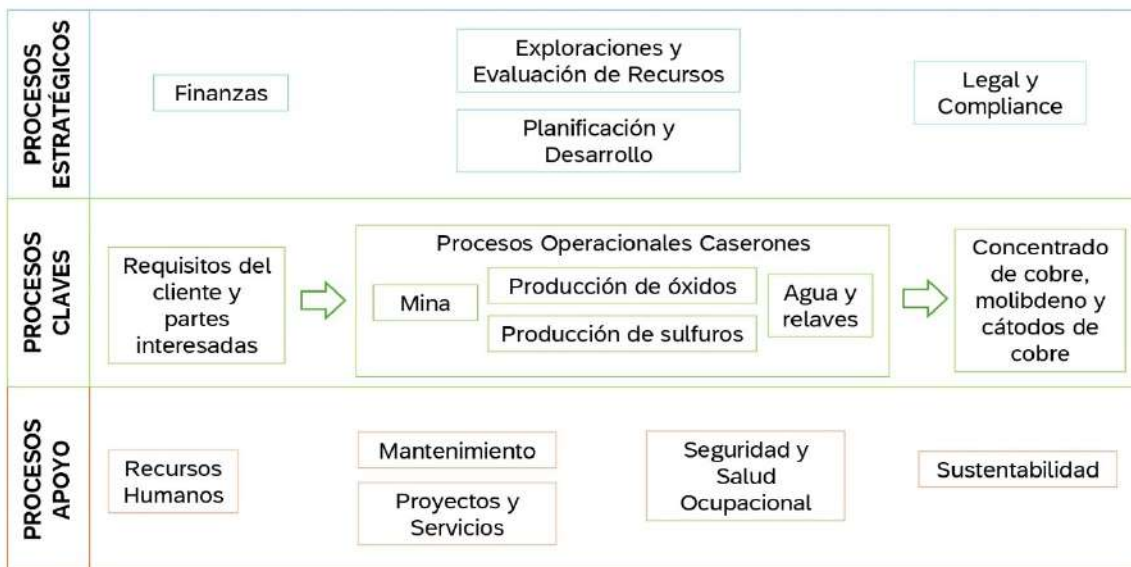 PROCESOS
ESTRATÉGICOS
Finanzas
Exploraciones y
Evaluación de Recursos
Planificación y
Desarrollo
Legal y
Compliance
PROCESOS
CLAVES
Requisitos del
cliente y
partes
interesadas
Procesos Operacionales Caserones
Mina
Producción de óxidos
Producción de sulfuros
Agua y
relaves
Concentrado
de cobre,
molibdeno y
cátodos de
cobre
PROCESOS
APOYO
Recursos
Humanos
Mantenimiento
Proyectos y
Servicios
Seguridad y
Salud
Ocupacional
Sustentabilidad